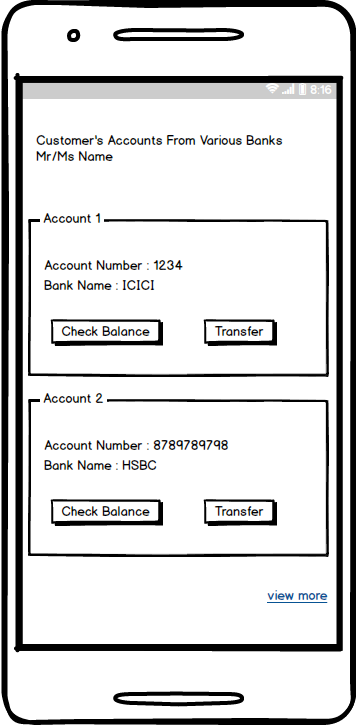 8:16
Customer's Accounts From Various Banks
Mr/Ms Name
Account 1
Account Number : 1234
Bank Name : ICICI
Check Balance Transfer
Account 2
Account Number : 8789789798
Bank Name : HSBC
Check Balance Transfer
view more